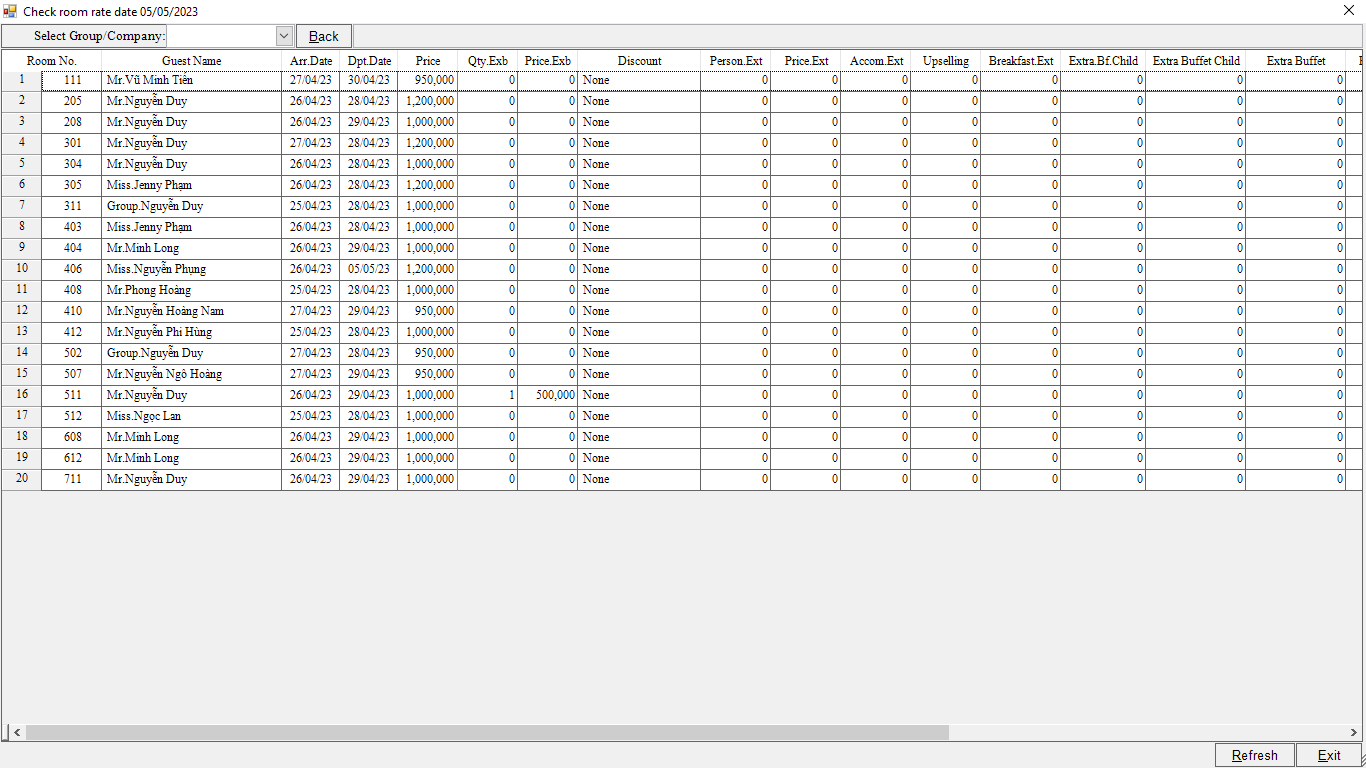 Check room rate date 05/05/2023
Select Group/Company: Back
Room No. Guest Name Arr.Date Dpt.Date Price Qty.Exb Price.Exb Discount Person.Ext Price.Ext Accom.Ext Upselling Breakfast.Ext Extra.Bf.Child Extra Buffet Child Extra Buffet
1 111 Mr.Vũ Minh Tiến 27/04/23 30/04/23 950,000 0 0 None 0 0 0 0 0 0 0 0
2 205 Mr.Nguyễn Duy 26/04/23 28/04/23 1,200,000 0 0 None 0 0 0 0 0 0 0 0
3 208 Mr.Nguyễn Duy 26/04/23 29/04/23 1,000,000 0 0 None 0 0 0 0 0 0 0 0
4 301 Mr.Nguyễn Duy 27/04/23 28/04/23 1,200,000 0 0 None 0 0 0 0 0 0 0 0
5 304 Mr.Nguyễn Duy 26/04/23 28/04/23 1,000,000 0 0 None 0 0 0 0 0 0 0 0
6 305 Miss.Jenny Phạm 26/04/23 28/04/23 1,200,000 0 0 None 0 0 0 0 0 0 0 0
7 311 Group.Nguyễn Duy 25/04/23 28/04/23 1,000,000 0 0 None 0 0 0 0 0 0 0 0
8 403 Miss.Jenny Phạm 26/04/23 28/04/23 1,000,000 0 0 None 0 0 0 0 0 0 0 0
9 404 Mr.Minh Long 26/04/23 29/04/23 1,000,000 0 0 None 0 0 0 0 0 0 0 0
10 406 Miss.Nguyễn Phụng 26/04/23 05/05/23 1,200,000 0 0 None 0 0 0 0 0 0 0 0
11 408 Mr.Phong Hoàng 25/04/23 28/04/23 1,000,000 0 0 None 0 0 0 0 0 0 0 0
12 410 Mr.Nguyễn Hoàng Nam 27/04/23 29/04/23 950,000 0 0 None 0 0 0 0 0 0 0 0
13 412 Mr.Nguyễn Phi Hùng 25/04/23 28/04/23 1,000,000 0 0 None 0 0 0 0 0 0 0 0
14 502 Group.Nguyễn Duy 27/04/23 28/04/23 950,000 0 0 None 0 0 0 0 0 0 0 0
15 507 Mr.Nguyễn Ngô Hoàng 27/04/23 29/04/23 950,000 0 0 None 0 0 0 0 0 0 0 0
16 511 Mr.Nguyễn Duy 26/04/23 29/04/23 1,000,000 1 500,000 None 0 0 0 0 0 0 0 0
17 512 Miss.Ngọc Lan 25/04/23 28/04/23 1,000,000 0 0 None 0 0 0 0 0 0 0 0
18 608 Mr.Minh Long 26/04/23 29/04/23 1,000,000 0 0 None 0 0 0 0 0 0 0 0
19 612 Mr.Minh Long 26/04/23 29/04/23 1,000,000 0 0 None 0 0 0 0 0 0 0 0
20 711 Mr.Nguyễn Duy 26/04/23 29/04/23 1,000,000 0 0 None 0 0 0 0 0 0 0 0
Refresh Exit